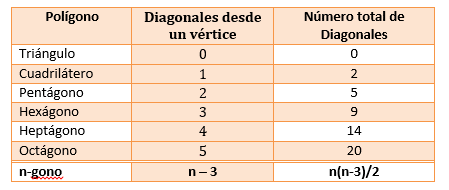 Polígono Diagonales desde un vértice Número total de Diagonales
Triángulo 0 0
Cuadrilátero 1 2
Pentágono 2 5
Hexágono 3 9
Heptágono 4 14
Octágono 5 20
n-gono n – 3 n(n-3)/2